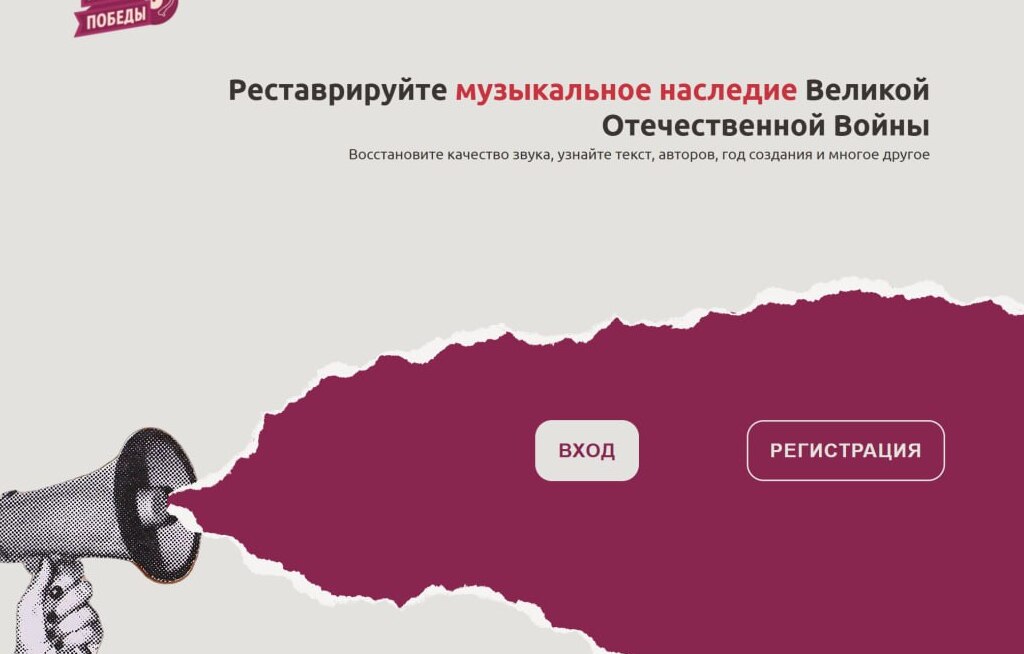 ПОБЕДЫ
Реставрируйте музыкальное наследие Великой
Отечественной Войны
Восстановите качество звука, узнайте текст, авторов, год создания и многое другое
ВХОД
РЕГИСТРАЦИЯ